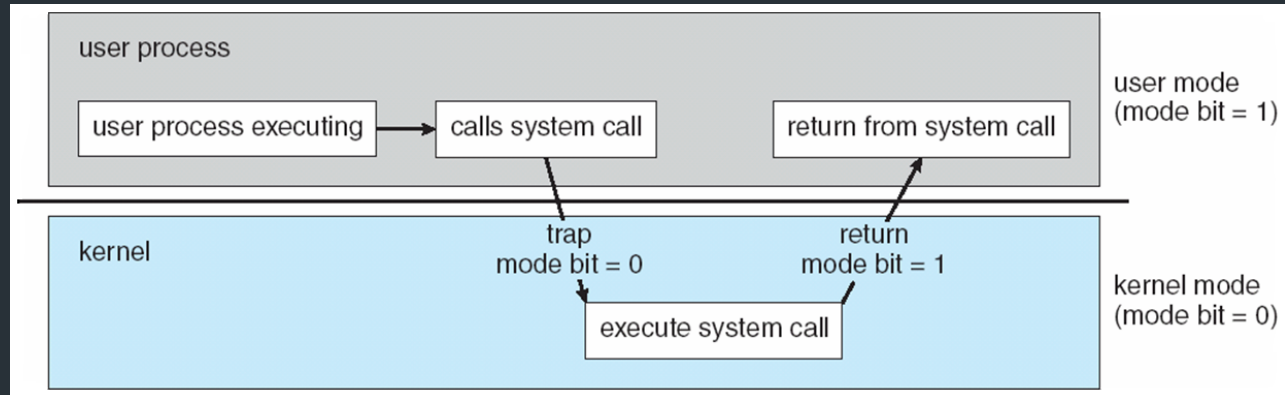 user process
user process executing
calls system call
return from system call
user mode
(mode bit = 1)
kernel
trap
mode bit = 0
return
mode bit = 1
execute system call
kernel mode
(mode bit = 0)